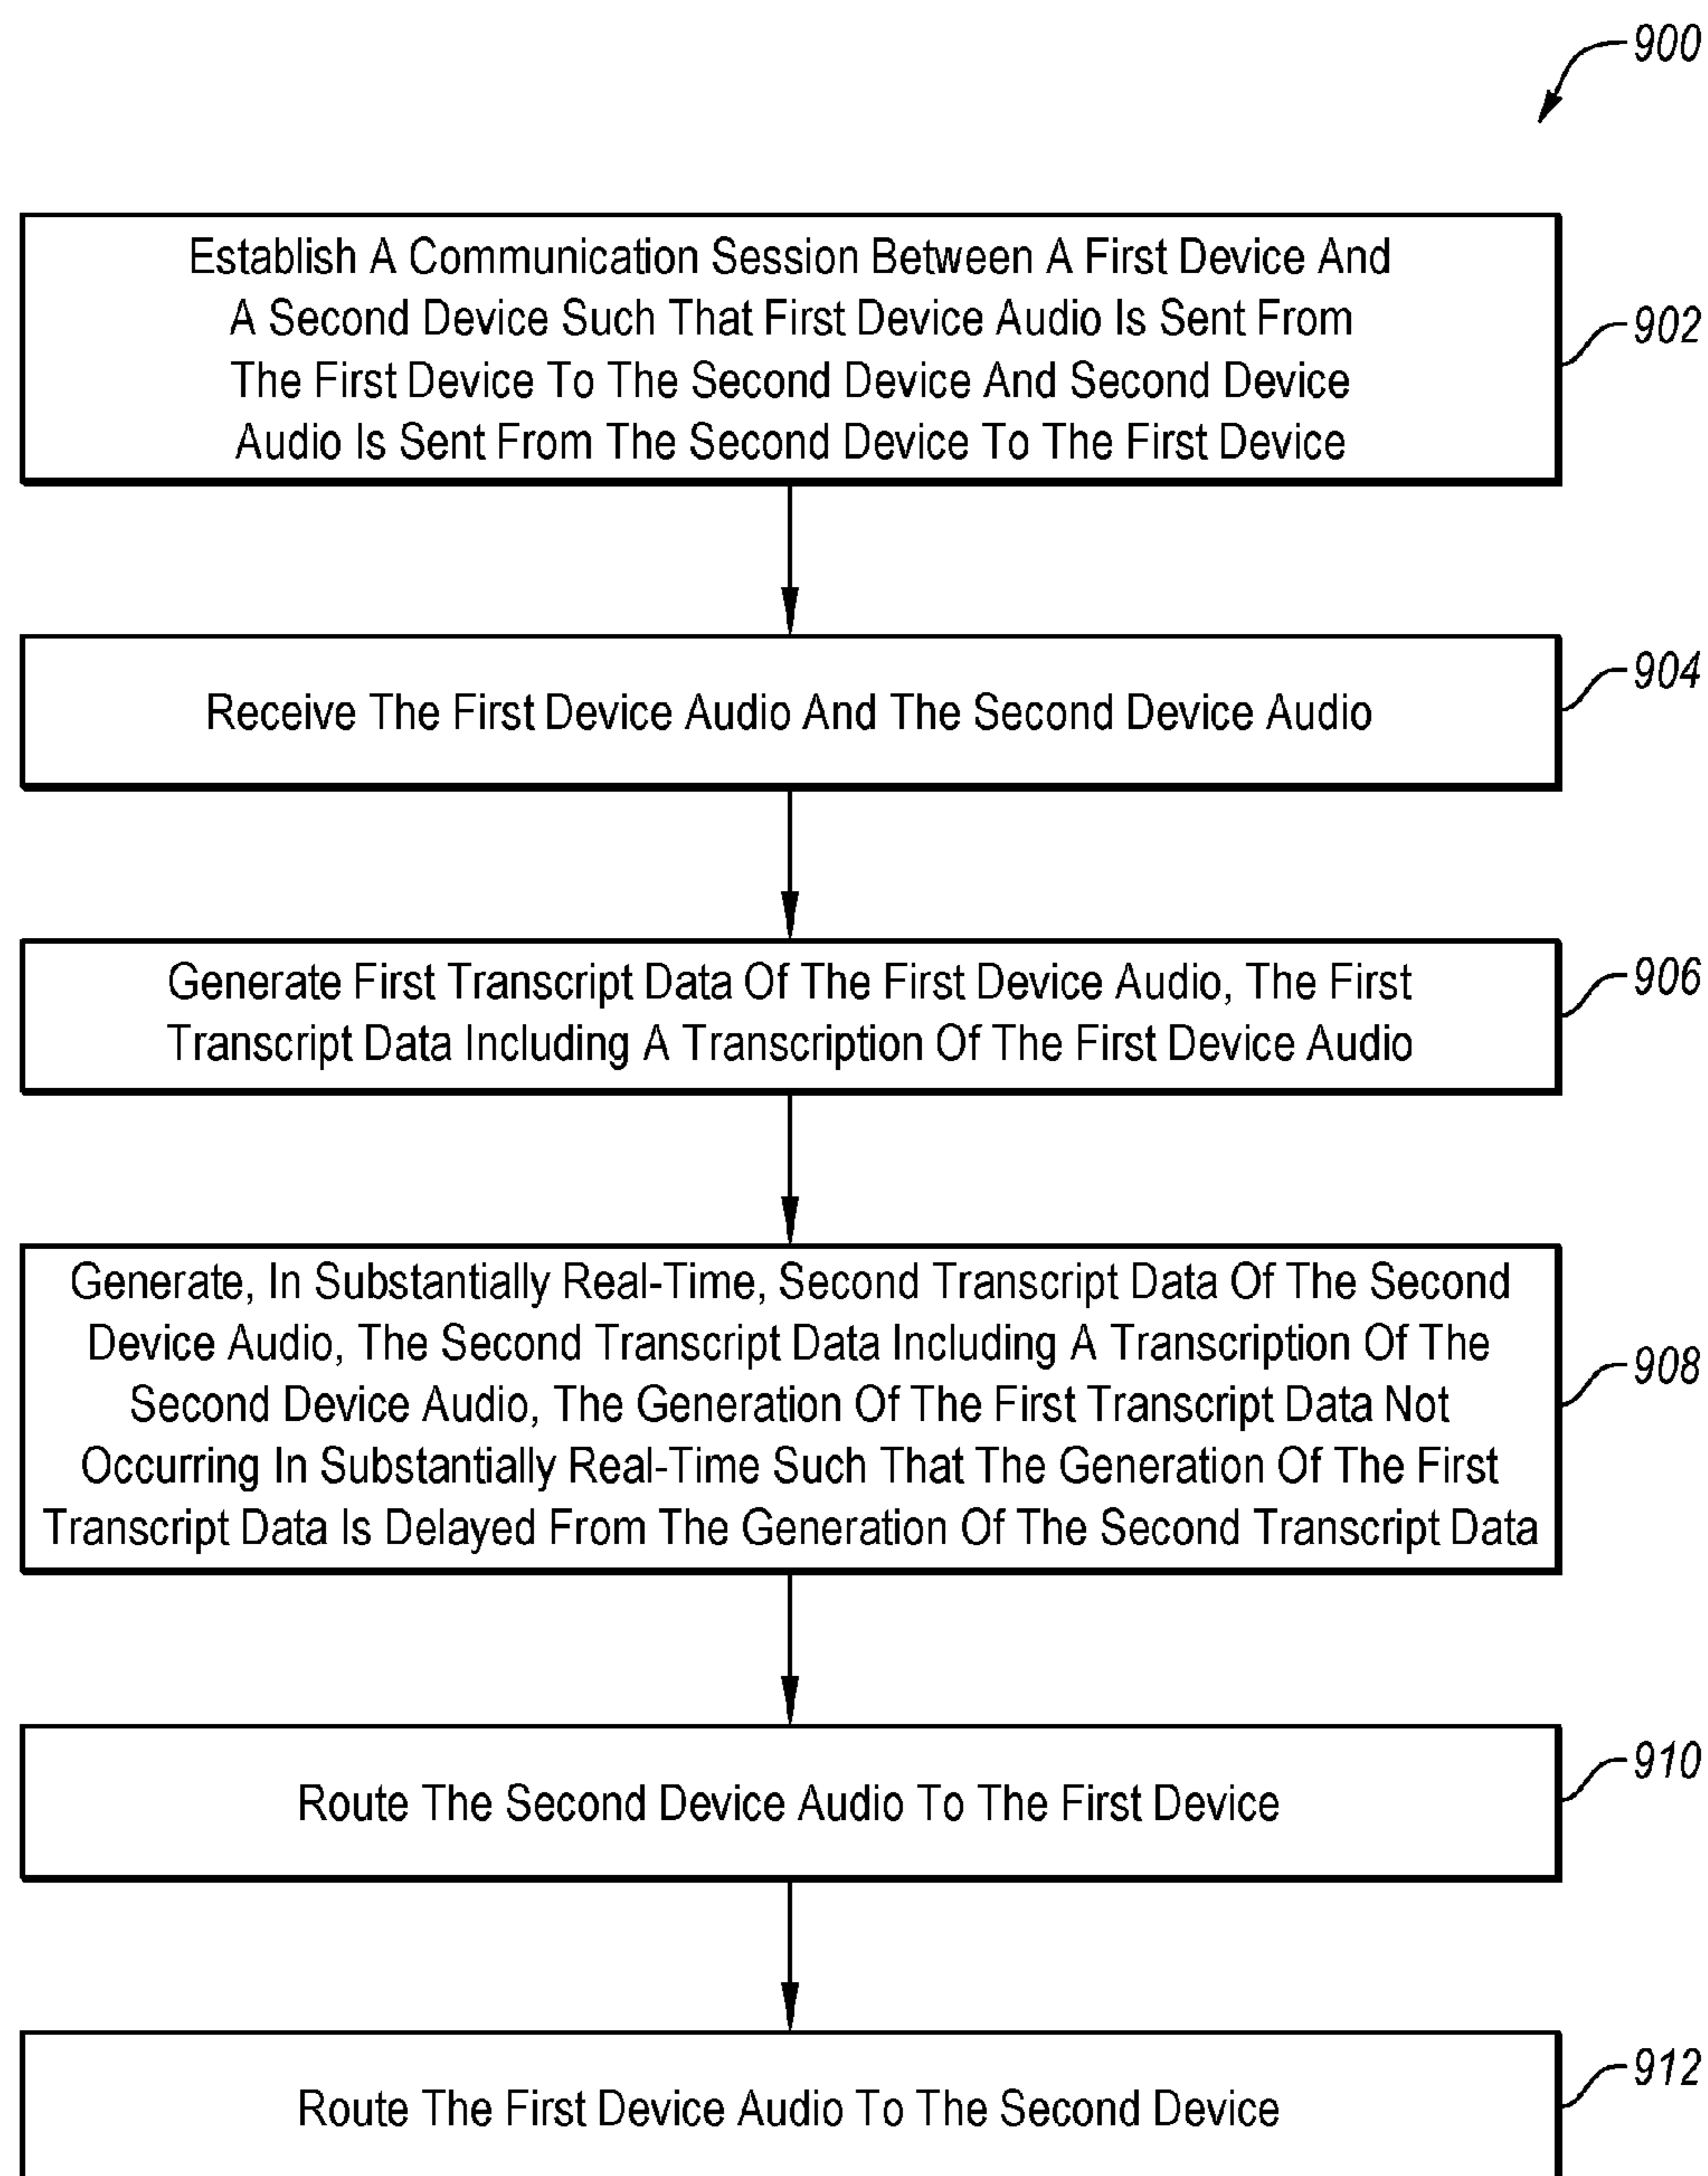 900
Establish A Communication Session Between A First Device And
A Second Device Such That First Device Audio Is Sent From
The First Device To The Second Device And Second Device
Audio Is Sent From The Second Device To The First Device
902
Receive The First Device Audio And The Second Device Audio
904
Generate First Transcript Data Of The First Device Audio, The First
Transcript Data Including A Transcription Of The First Device Audio
906
Generate, In Substantially Real-Time, Second Transcript Data Of The Second
Device Audio, The Second Transcript Data Including A Transcription Of The
Second Device Audio, The Generation Of The First Transcript Data Not
Occurring In Substantially Real-Time Such That The Generation Of The First
Transcript Data Is Delayed From The Generation Of The Second Transcript Data
908
Route The Second Device Audio To The First Device
910
Route The First Device Audio To The Second Device
912